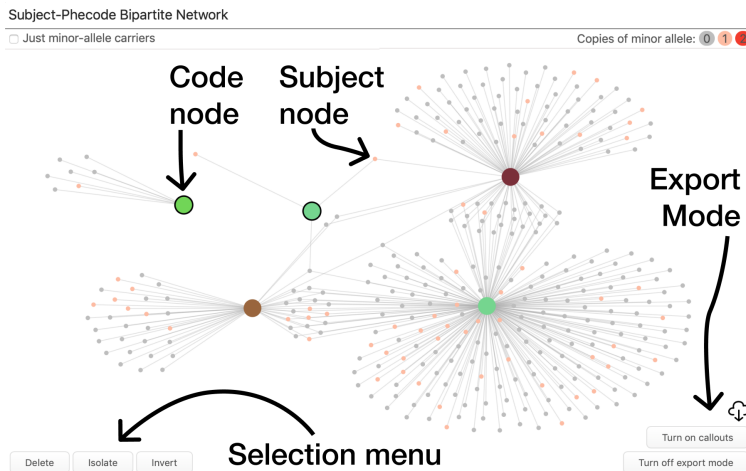 Subject-Phecode Bipartite Network
Just minor-allele carriers
Copies of minor allele: 0 1 2
Code
node
Subject
node
Export
Mode
Turn on callouts
Selection menu
Delete Isolate Invert
Turn off export mode